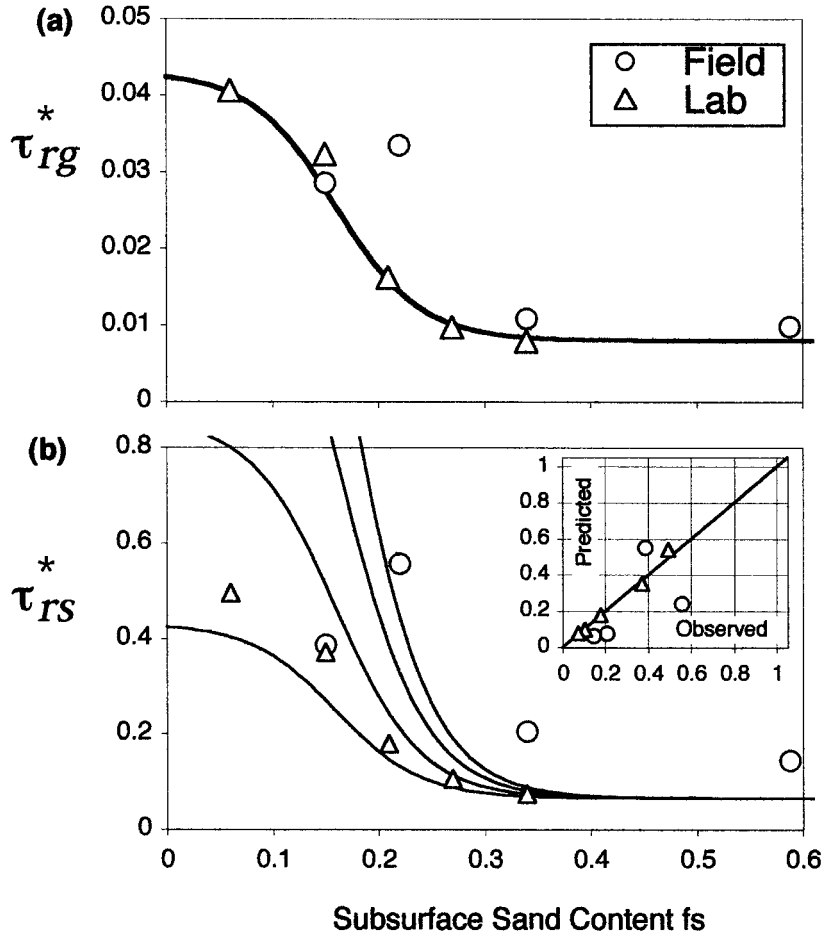 (a)
0.05
0.04
0.03
0.02
0.01
0
τ*rg
Field
Lab
(b)
0.8
0.6
0.4
0.2
0
τ*rs
1
0.8
0.6
0.4
0.2
0
Predicted
Observed
0 0.2 0.4 0.6 0.8 1
0 0.1 0.2 0.3 0.4 0.5 0.6
Subsurface Sand Content fs